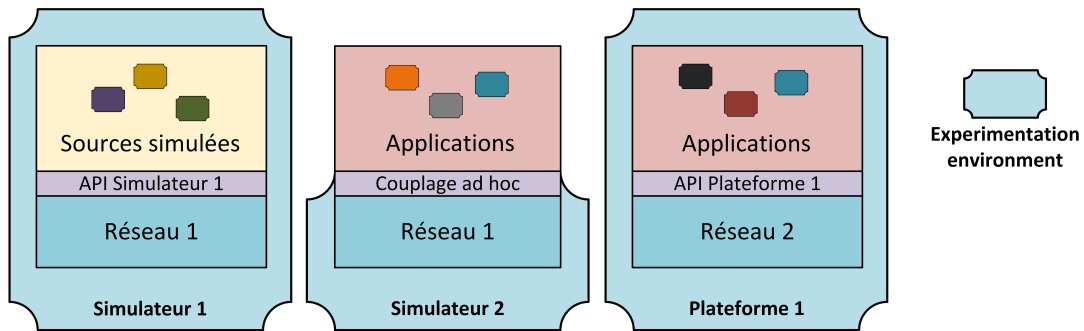 Sources simulées
API Simulateur 1
Réseau 1
Simulateur 1
Applications
Couplage ad hoc
Réseau 1
Simulateur 2
Applications
API Plateforme 1
Réseau 2
Plateforme 1
Experimentation
environment